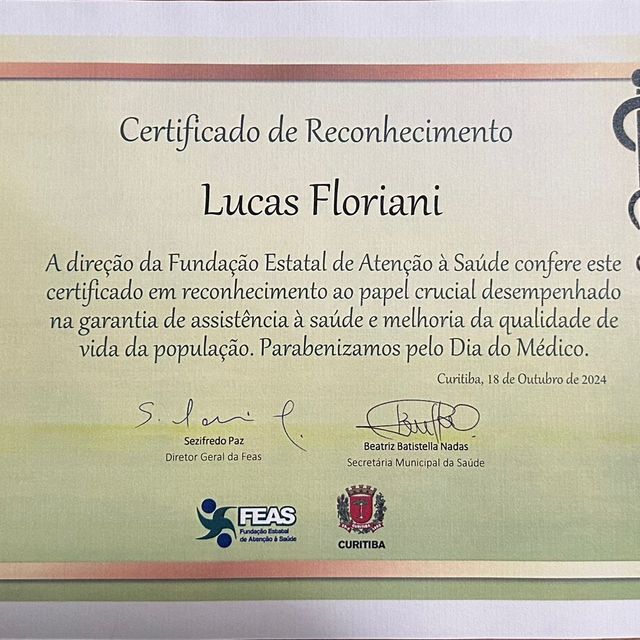 Certificado de Reconhecimento
Lucas Floriani
A direção da Fundação Estatal de Atenção à Saúde confere este
certificado em reconhecimento ao papel crucial desempenhado
na garantia de assistência à saúde e melhoria da qualidade de
vida da população. Parabenizamos pelo Dia do Médico.
Curitiba, 18 de Outubro de 2024
Sezifredo Paz
Diretor Geral da Feas
Beatriz Batistella Nadas
Secretária Municipal da Saúde
FEAS
Fundação Estatal
de Atenção à Saúde
CURITIBA